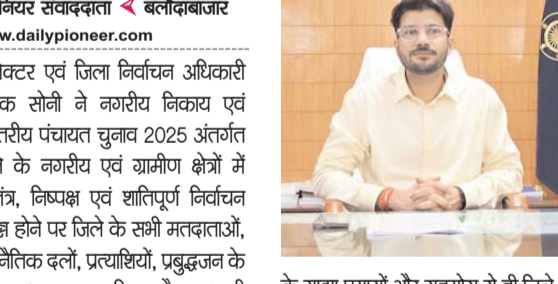 नियर संवाददाता बलौदाबाजार
w.dailypioneer.com
क्टर एवं जिला निर्वाचन अधिकारी
क सोनी ने नगरीय निकाय एवं
तरीय पंचायत चुनाव 2025 अंतर्गत
के नगरीय एवं ग्रामीण क्षेत्रों में
तंत्र, निष्पक्ष एवं शातिपूर्ण निर्वाचन
होने पर जिले के सभी मतदाताओं,
नैतिक दलों, प्रत्याशियों, प्रबुद्धजन के